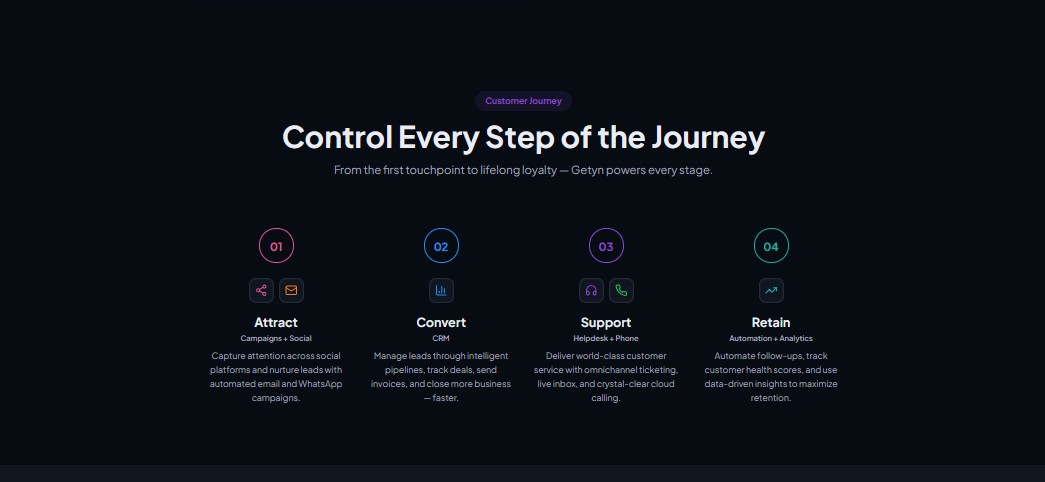 Customer Journey
Control Every Step of the Journey
From the first touchpoint to lifelong loyalty — Getyn powers every stage.
01
Attract
Campaigns + Social
Capture attention across social
platforms and nurture leads with
automated email and WhatsApp
campaigns.
02
Convert
CRM
Manage leads through intelligent
pipelines, track deals, send
invoices, and close more business
— faster.
03
Support
Helpdesk + Phone
Deliver world-class customer
service with omnichannel ticketing,
live inbox, and crystal-clear cloud
calling.
04
Retain
Automation + Analytics
Automate follow-ups, track
customer health scores, and use
data-driven insights to maximize
retention.